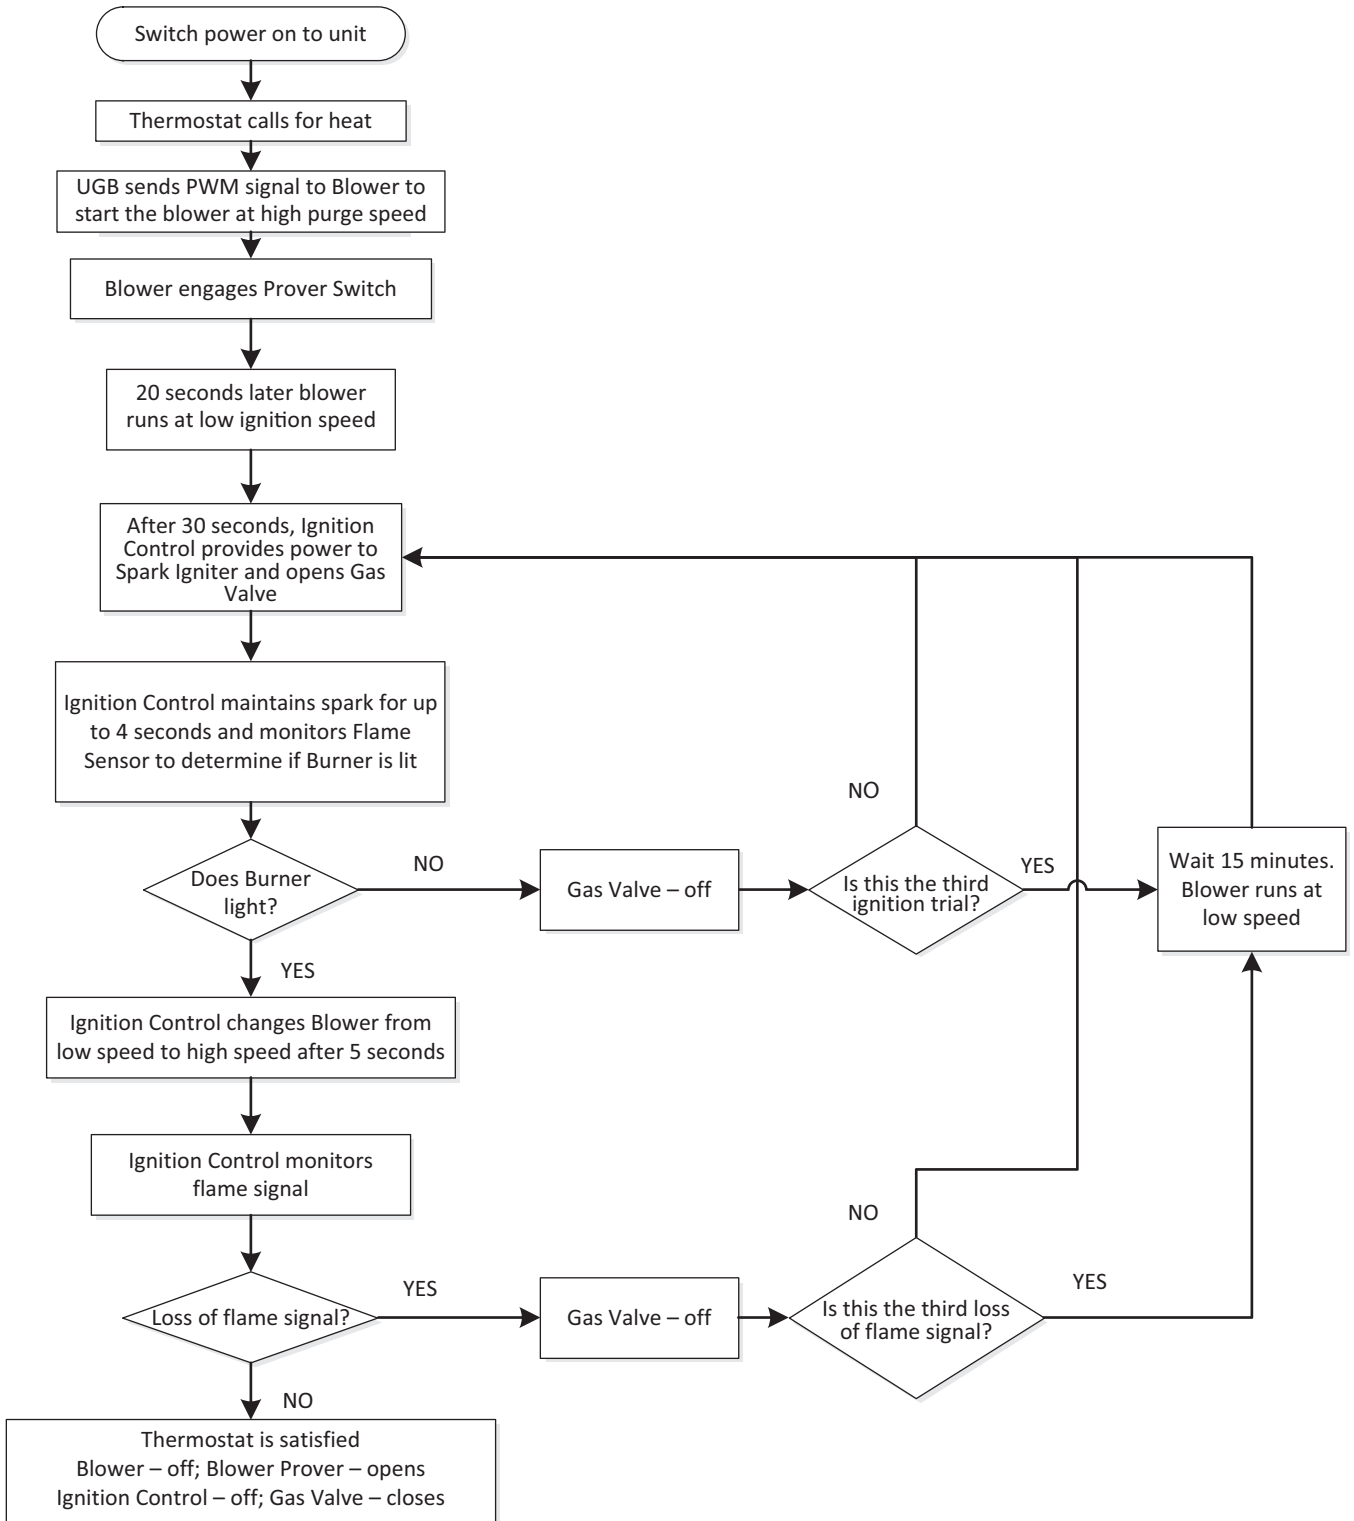 Switch power on to unit
Thermostat calls for heat
UGB sends PWM signal to Blower to
start the blower at high purge speed
Blower engages Prover Switch
20 seconds later blower
runs at low ignition speed
After 30 seconds, Ignition
Control provides power to
Spark Igniter and opens Gas
Valve
Ignition Control maintains spark for up
to 4 seconds and monitors Flame
Sensor to determine if Burner is lit
Does Burner
light?
NO
Gas Valve – off
Is this the third
ignition trial?
NO
YES
Wait 15 minutes.
Blower runs at
low speed
YES
Ignition Control changes Blower from
low speed to high speed after 5 seconds
Ignition Control monitors
flame signal
Loss of flame signal?
YES
Gas Valve – off
Is this the third loss
of flame signal?
NO
YES
NO
Thermostat is satisfied
Blower – off; Blower Prover – opens
Ignition Control – off; Gas Valve – closes